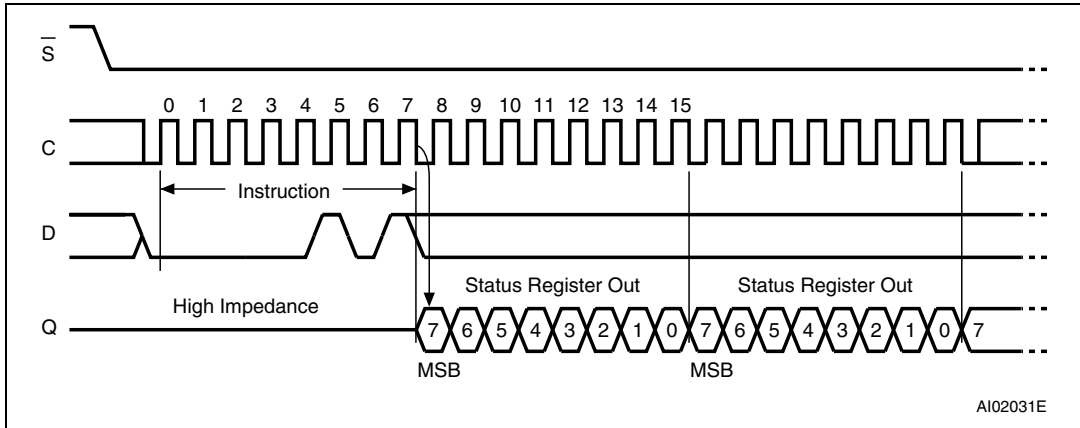 S
0 1 2 3 4 5 6 7 8 9 10 11 12 13 14 15
C
Instruction
D
Status Register Out Status Register Out
High Impedance
Q 7 6 5 4 3 2 1 0 7 6 5 4 3 2 1 0 7
MSB MSB
AI02031E